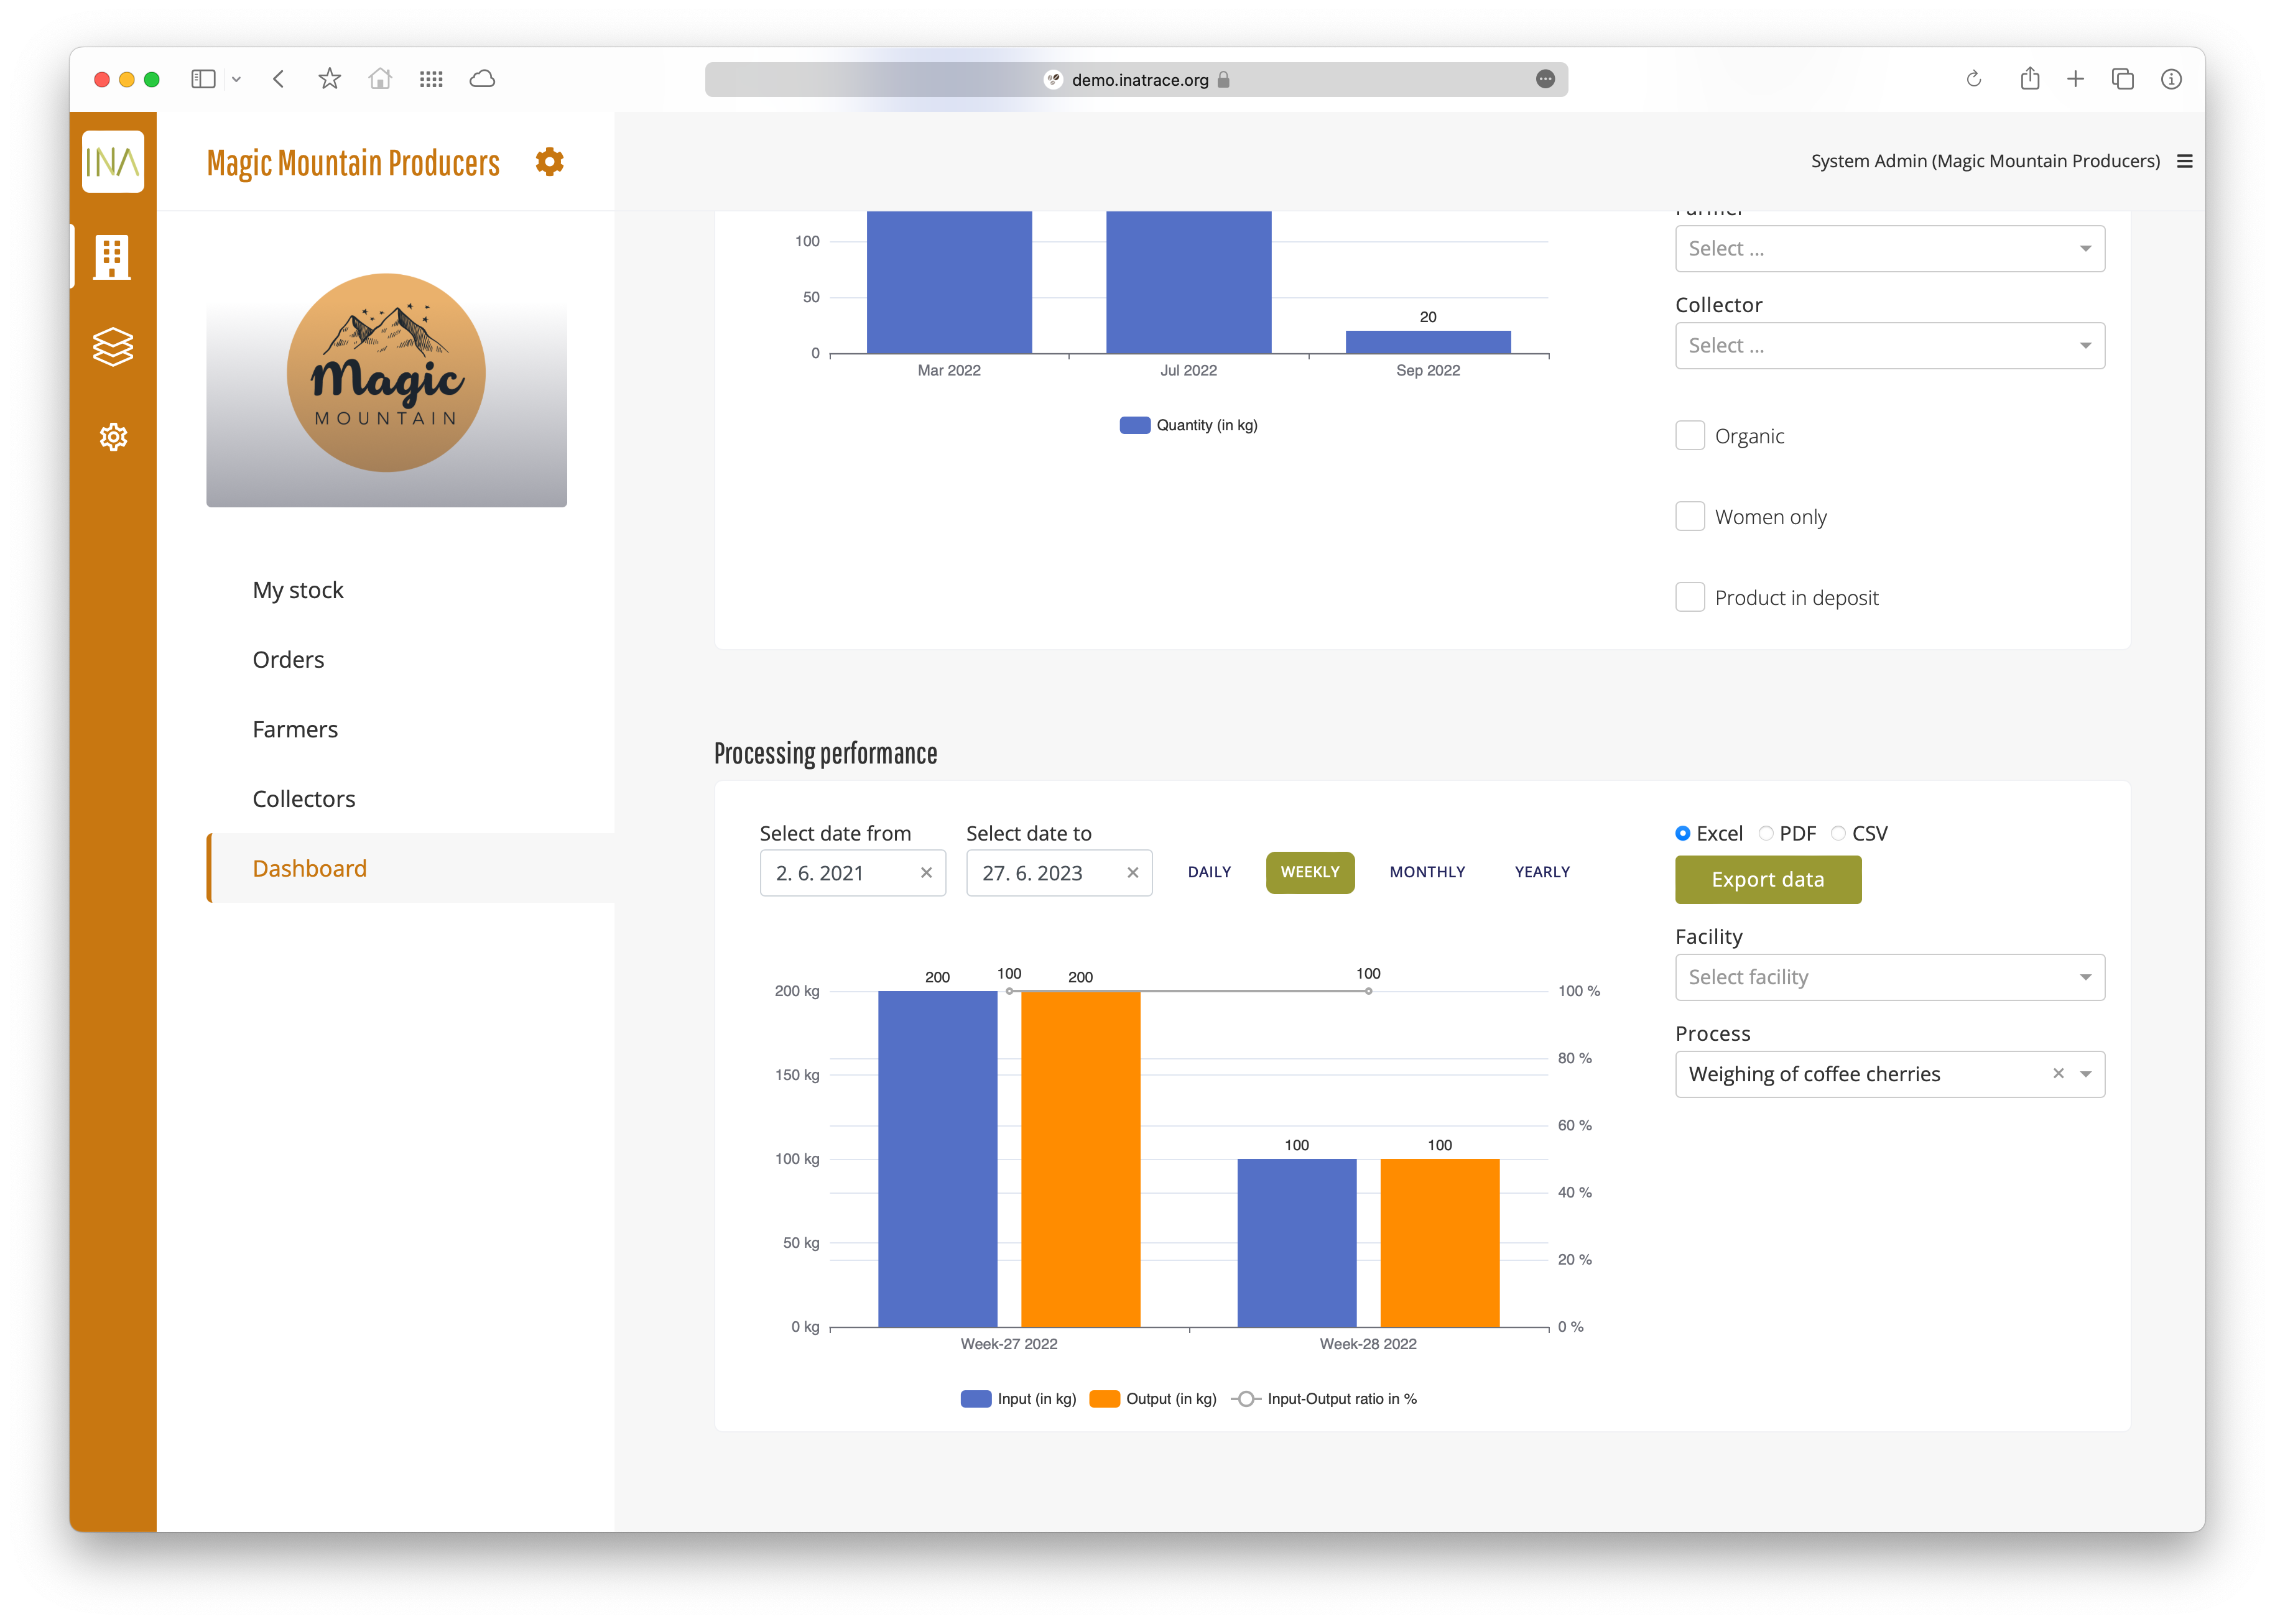 demo.inatrace.org
INA
Magic Mountain Producers
System Admin (Magic Mountain Producers)
Magic
MOUNTAIN
My stock
Orders
Farmers
Collectors
Dashboard
100
50
0
20
Mar 2022
Jul 2022
Sep 2022
Quantity (in kg)
Farmer
Select ...
Collector
Select ...
Organic
Women only
Product in deposit
Processing performance
Select date from
Select date to
2. 6. 2021
27. 6. 2023
DAILY
WEEKLY
MONTHLY
YEARLY
Excel
PDF
CSV
Export data
Facility
Select facility
Process
Weighing of coffee cherries
200
100
200
100
200 kg
100 %
80 %
150 kg
60 %
100
100
100 kg
40 %
50 kg
20 %
0 kg
0 %
Week-27 2022
Week-28 2022
Input (in kg)
Output (in kg)
Input-Output ratio in %